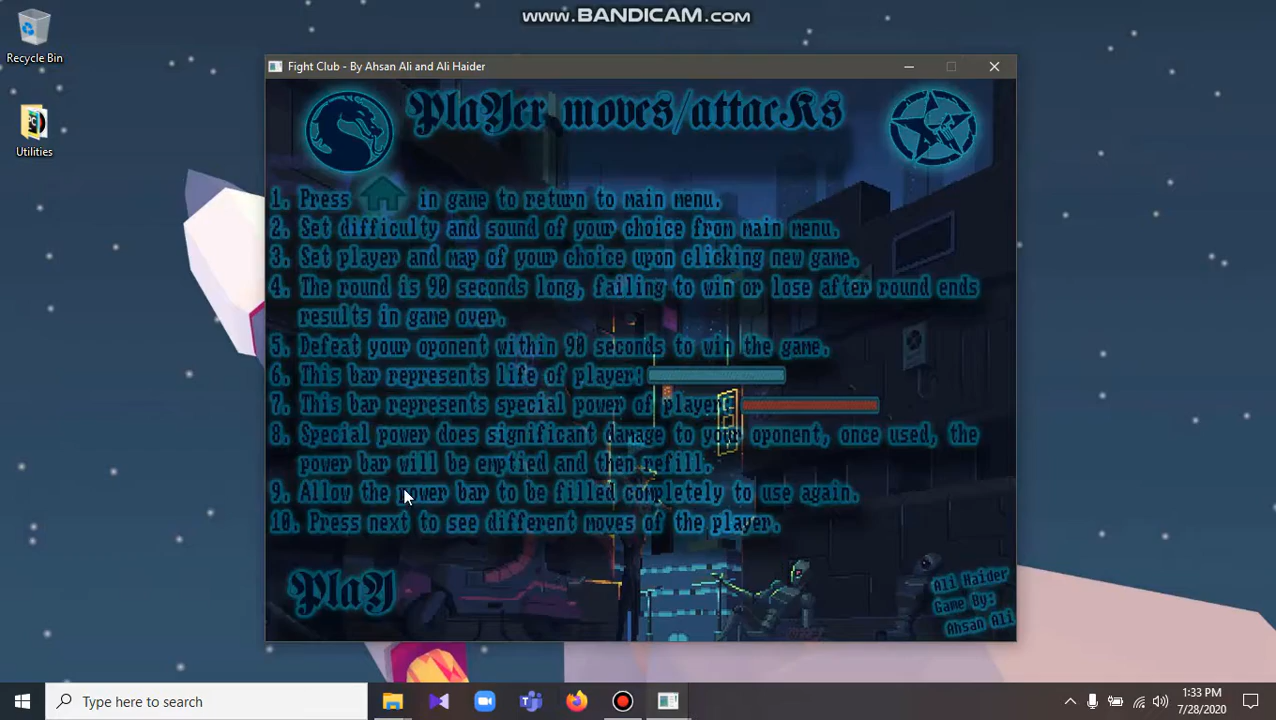 www.BANDICAM.com
Recycle Bin
Utilities
Fight Club - By Ahsan Ali and Ali Haider
PlaYer moves/attacKs
1. Press in game to return to main menu.
2. Set difficulty and sound of your choice from main menu.
3. Set player and map of your choice upon clicking new game.
4. The round is 90 seconds long, failing to win or lose after round ends
results in game over.
5. Defeat your oponent within 90 seconds to win the game.
6. This bar represents life of player:
7. This bar represents special power of player:
8. Special power does significant damage to your oponent, once used, the
power bar will be emptied and then refill.
9. Allow the power bar to be filled completely to use again.
10. Press next to see different moves of the player.
PlaY
Ali Haider
Game By:
Ahsan Ali
Type here to search
1:33 PM
7/28/2020